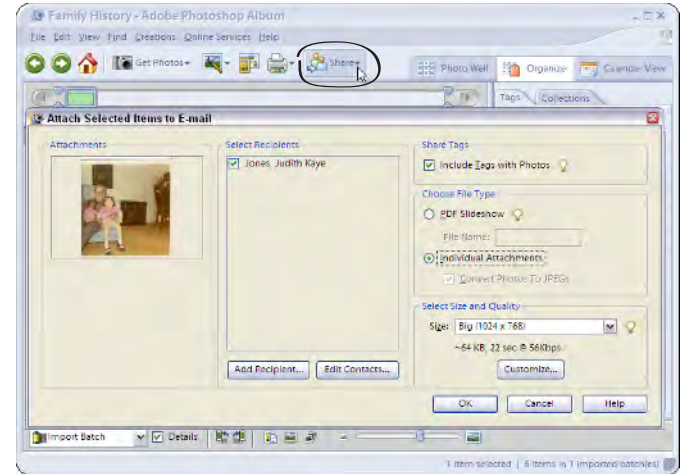 Family History - Adobe Photoshop Album
File Edit View Find Creations Online Services Help
Get Photos Share Photo Well Organize Calendar View
Tags Collections
Attach Selected Items to E-mail
Attachments
Select Recipients
Jones, Judith Kaye
Add Recipient... Edit Contacts...
Share Tags
Include Tags with Photos
Choose File Type
PDF Slideshow
File Name:
Individual Attachments
Convert Photos To JPEGs
Select Size and Quality
Size: Big (1024 x 768)
~64 KB, 22 sec @ 56Kbps
Customize...
OK Cancel Help
Import Batch Details
1 item selected | 6 items in 1 imported batch(es)